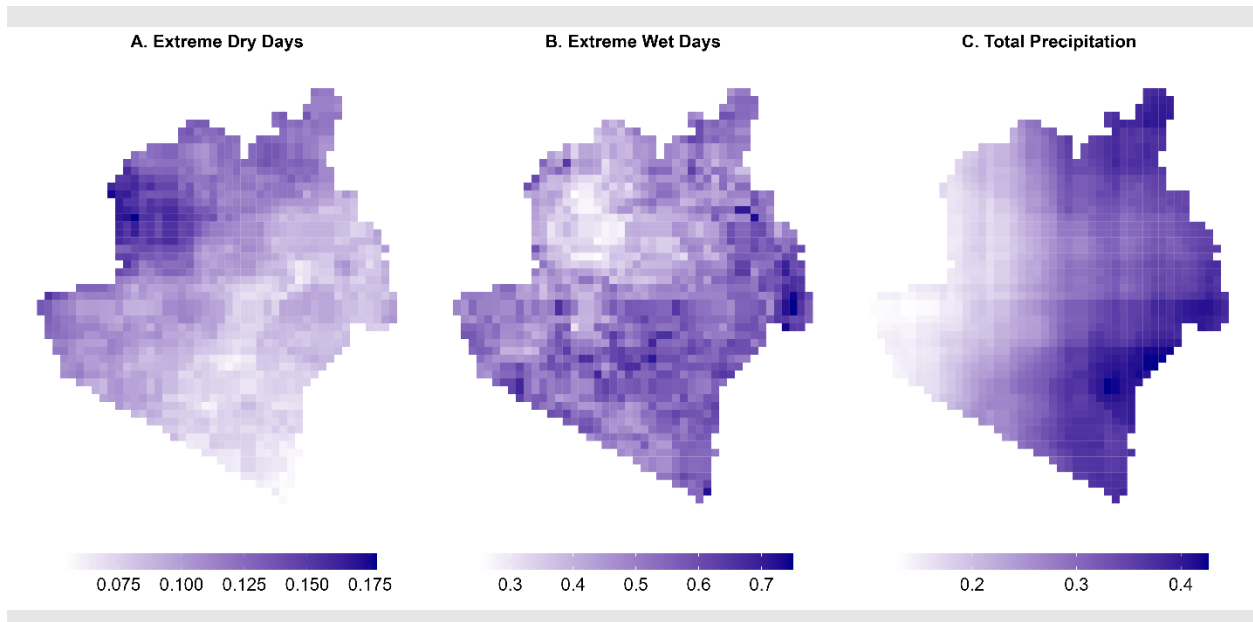 A. Extreme Dry Days
B. Extreme Wet Days
C. Total Precipitation
0.075 0.100 0.125 0.150 0.175
0.3 0.4 0.5 0.6 0.7
0.2 0.3 0.4